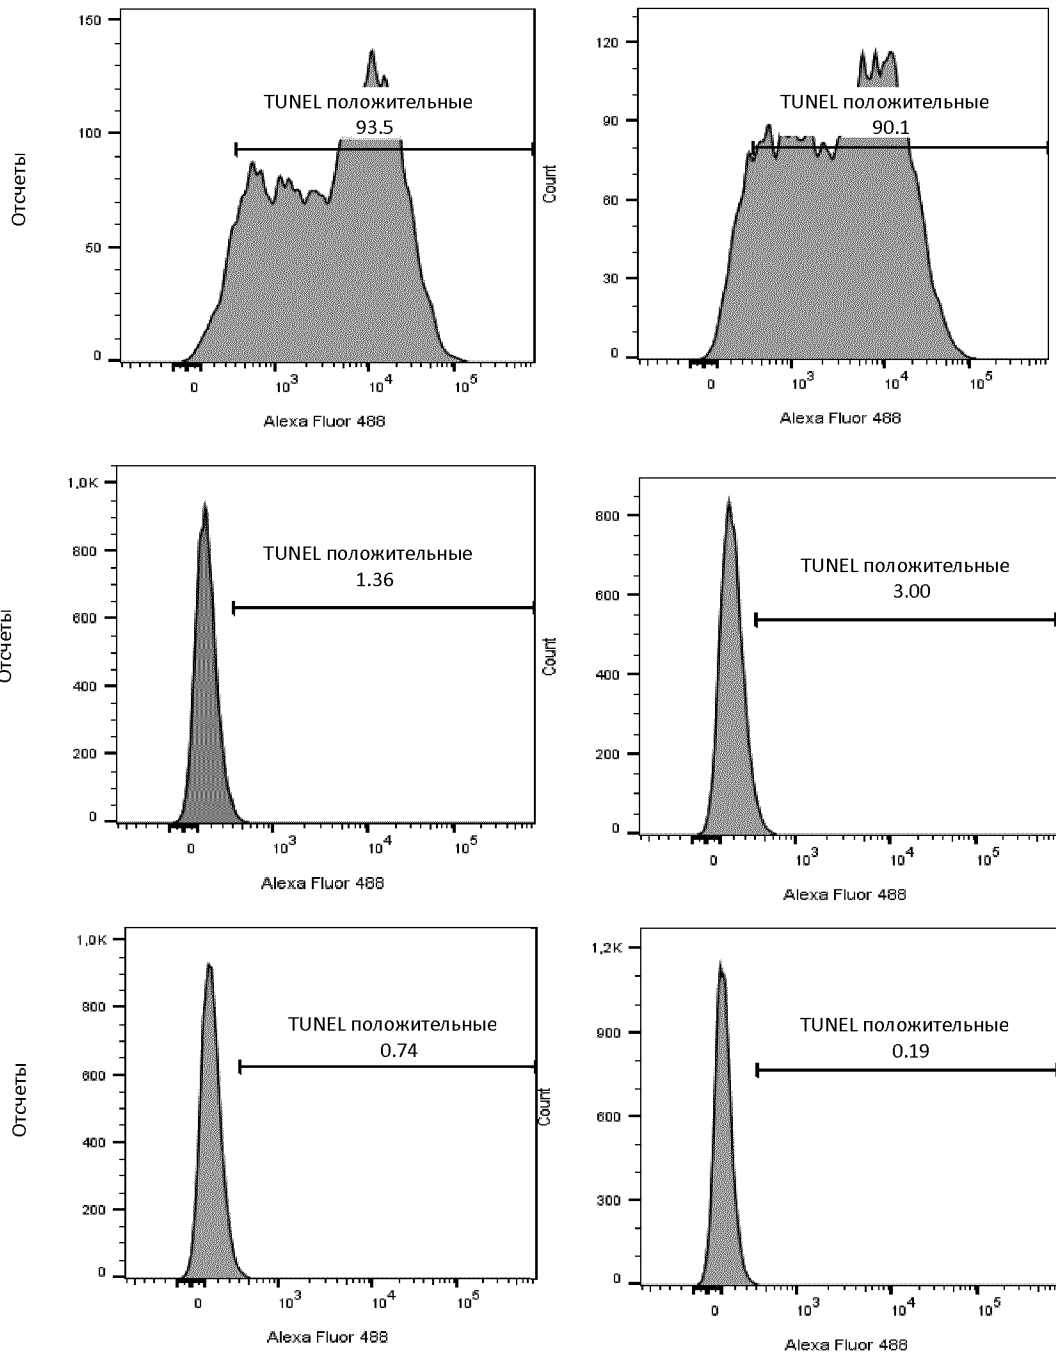 150
100
50
0
Отсчеты
TUNEL положительные
93.5
0 10³ 10⁴ 10⁵
Alexa Fluor 488
120
90
60
30
0
Count
TUNEL положительные
90.1
0 10³ 10⁴ 10⁵
Alexa Fluor 488
1,0K
800
600
400
200
0
Отсчеты
TUNEL положительные
1.36
0 10³ 10⁴ 10⁵
Alexa Fluor 488
800
600
400
200
0
Count
TUNEL положительные
3.00
0 10³ 10⁴ 10⁵
Alexa Fluor 488
1,0K
800
600
400
200
0
Отсчеты
TUNEL положительные
0.74
0 10³ 10⁴ 10⁵
Alexa Fluor 488
1,2K
900
600
300
0
Count
TUNEL положительные
0.19
0 10³ 10⁴ 10⁵
Alexa Fluor 488